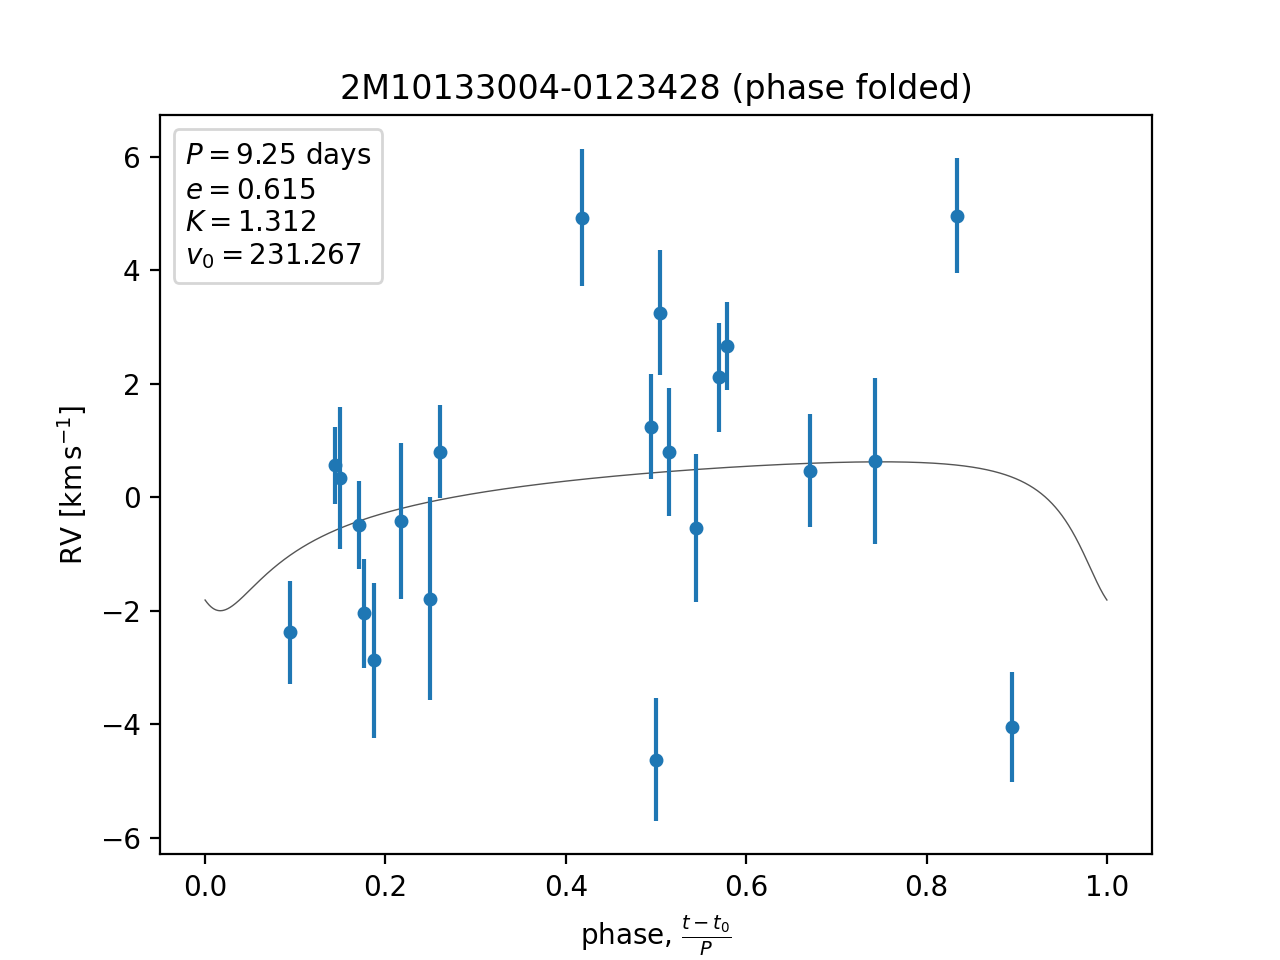 2M10133004-0123428 (phase folded)
P = 9.25 days
e = 0.615
K = 1.312
v₀ = 231.267
6
4
2
0
−2
−4
−6
RV [km s⁻¹]
0.0 0.2 0.4 0.6 0.8 1.0
phase, (t − t₀)/P